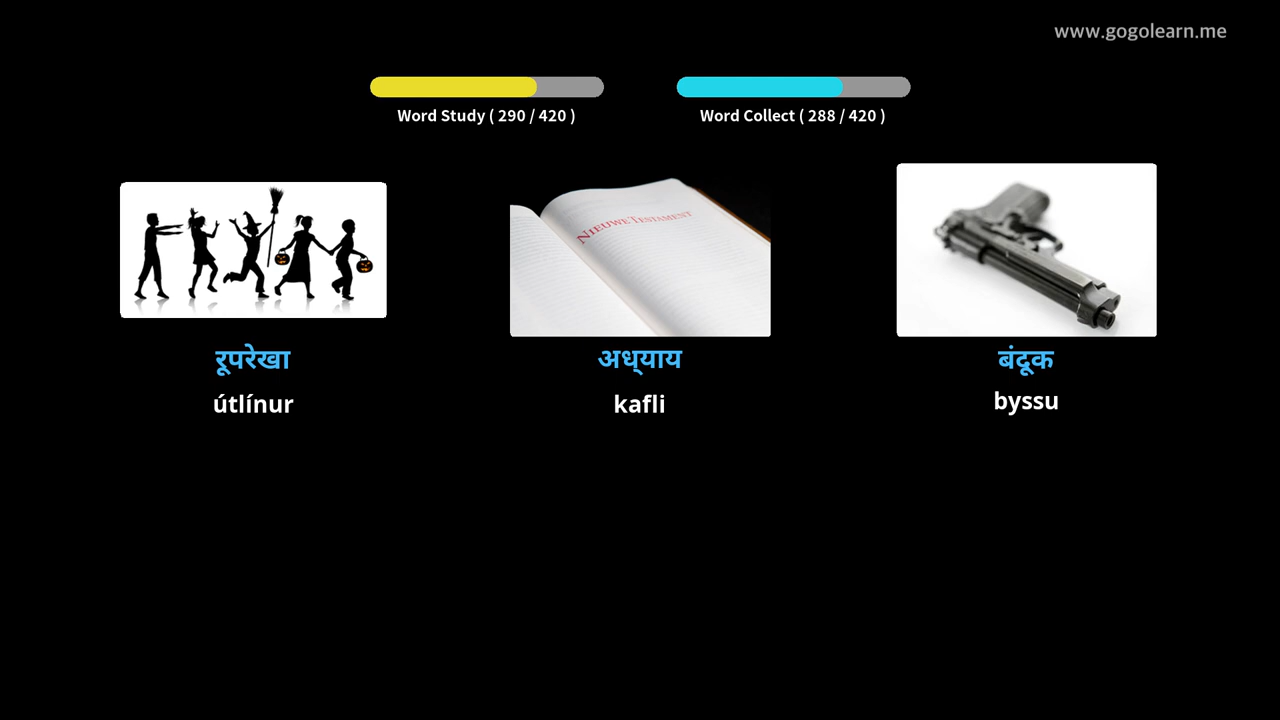 www.gogolearn.me
Word Study ( 290 / 420 )
Word Collect ( 288 / 420 )
NIEUWE TESTAMENT
रूपरेखा
अध्याय
बंदूक
útlínur
kafli
byssu